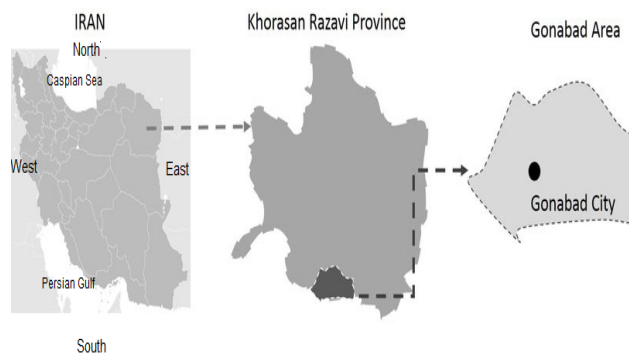 IRAN
North
Caspian Sea
West
East
Persian Gulf
South
Khorasan Razavi Province
Gonabad Area
Gonabad City